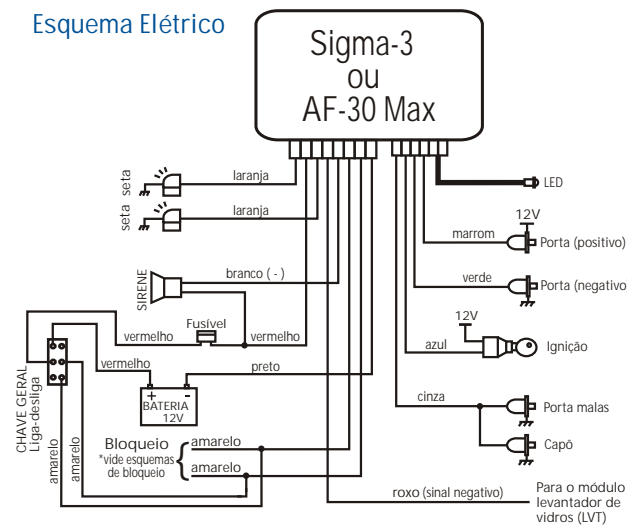 Esquema Elétrico
Sigma-3
ou
AF-30 Max
laranja
seta
laranja
seta
LED
12V
marrom
Porta (positivo)
branco ( - )
SIRENE
verde
Porta (negativo
Fusível
vermelho
vermelho
12V
azul
Ignição
vermelho
preto
+ -
BATERIA
12V
CHAVE GERAL
Liga-desliga
cinza
Porta malas
Capô
Bloqueio
*vide esquemas
de bloqueio
amarelo
amarelo
amarelo
amarelo
roxo (sinal negativo)
Para o módulo
levantador de
vidros (LVT)